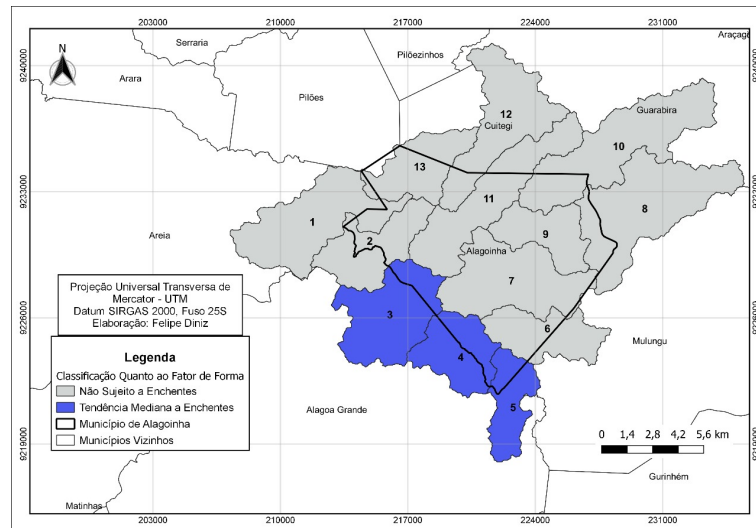 203000 210000 217000 224000 231000
Araçagi
Serraria
Pilõezinhos
N
9240000 9240000
Arara
Pilões
12
Guarabira
Cuitegi
10
13
9233000 9233000
11
8
1
Areia
2
9
Alagoinha
7
Projeção Universal Transversa de
Mercator - UTM
Datum SIRGAS 2000, Fuso 25S
Elaboração: Felipe Diniz
3
9226000 9226000
6
Mulungu
4
Legenda
Classificação Quanto ao Fator de Forma
Não Sujeito a Enchentes
Tendência Mediana a Enchentes
Município de Alagoinha
Municípios Vizinhos
5
Alagoa Grande
0 1,4 2,8 4,2 5,6 km
9219000 9219000
Gurinhém
Matinhas
203000 210000 217000 224000 231000